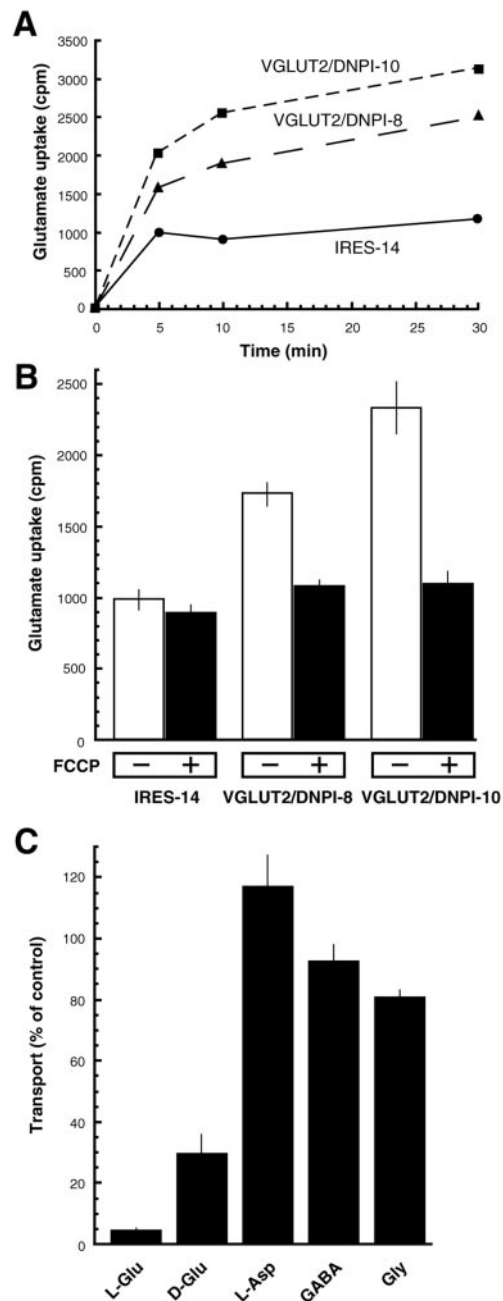 A
3500
3000
2500
2000
1500
1000
500
0
Glutamate uptake (cpm)
VGLUT2/DNPI-10
VGLUT2/DNPI-8
IRES-14
0 5 10 15 20 25 30
Time (min)
B
2500
2000
1500
1000
500
0
Glutamate uptake (cpm)
FCCP − + − + − +
IRES-14 VGLUT2/DNPI-8 VGLUT2/DNPI-10
C
120
100
80
60
40
20
0
Transport (% of control)
L-Glu D-Glu L-Asp GABA Gly